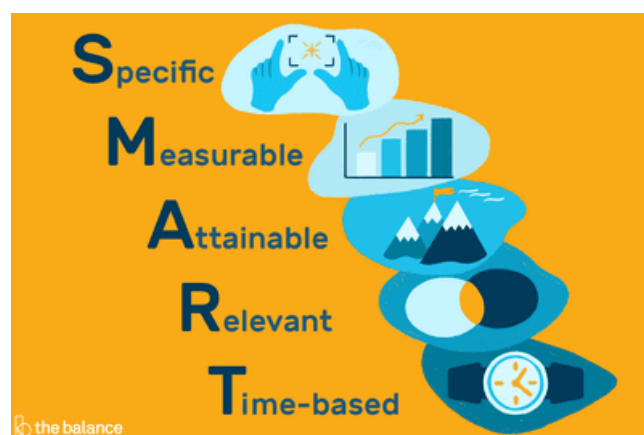 Specific
Measurable
Attainable
Relevant
Time-based
the balance